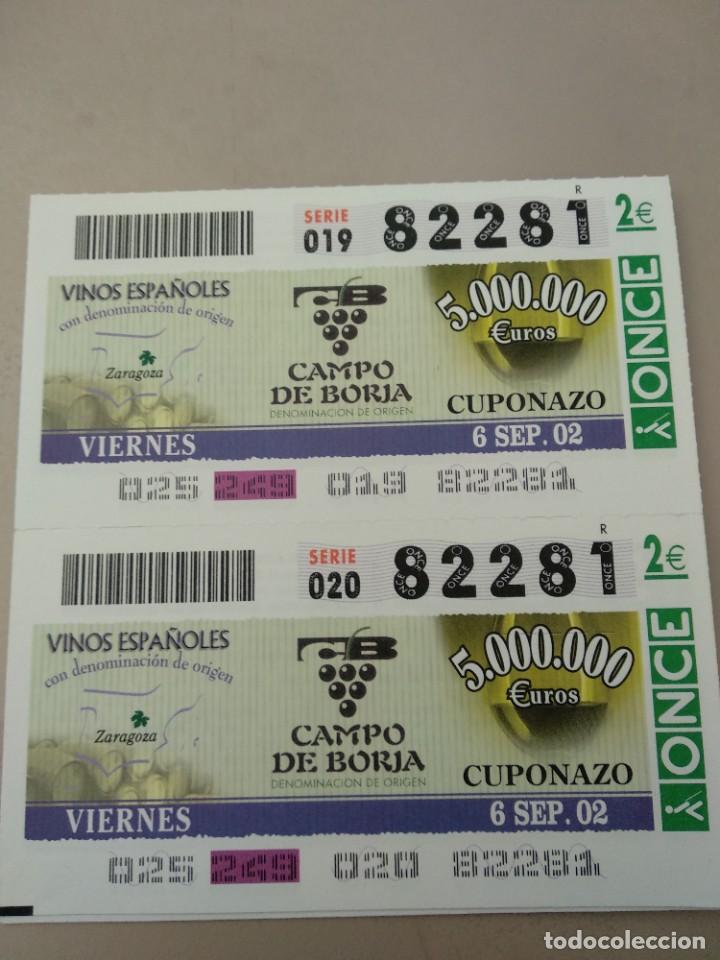 R
SERIE
019 82281 2€
VINOS ESPAÑOLES
con denominación de origen
Zaragoza
CB
CAMPO
DE BORJA
DENOMINACION DE ORIGEN
5.000.000
€uros
CUPONAZO
VIERNES 6 SEP. 02
ONCE
025 249 019 82281
R
SERIE
020 82281 2€
VINOS ESPAÑOLES
con denominación de origen
Zaragoza
CB
CAMPO
DE BORJA
DENOMINACION DE ORIGEN
5.000.000
€uros
CUPONAZO
VIERNES 6 SEP. 02
ONCE
025 249 020 82281
todocoleccion